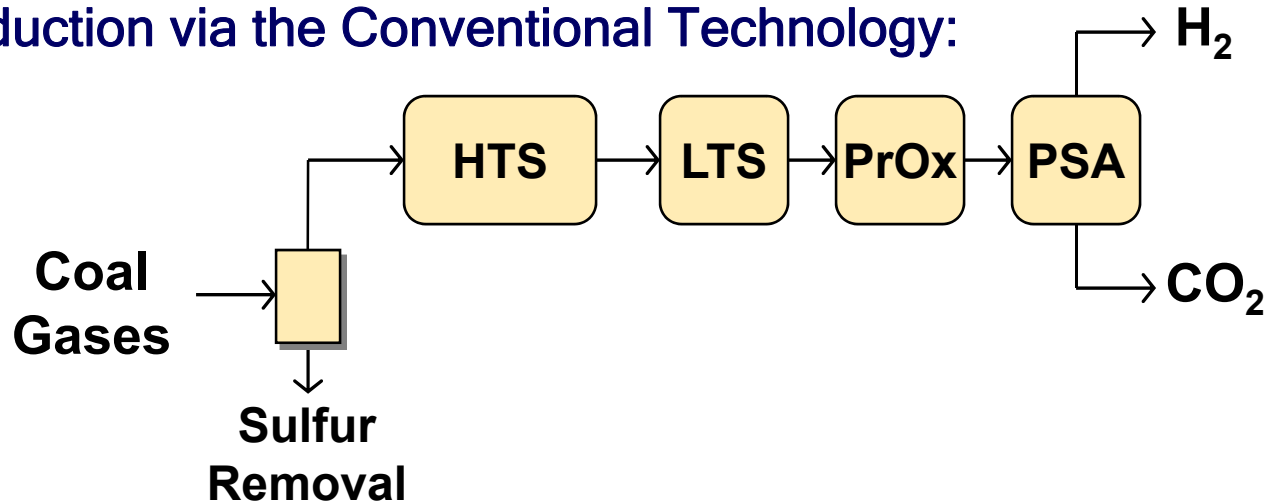 duction via the Conventional Technology:
H₂
HTS
LTS
PrOx
PSA
Coal
Gases
CO₂
Sulfur
Removal